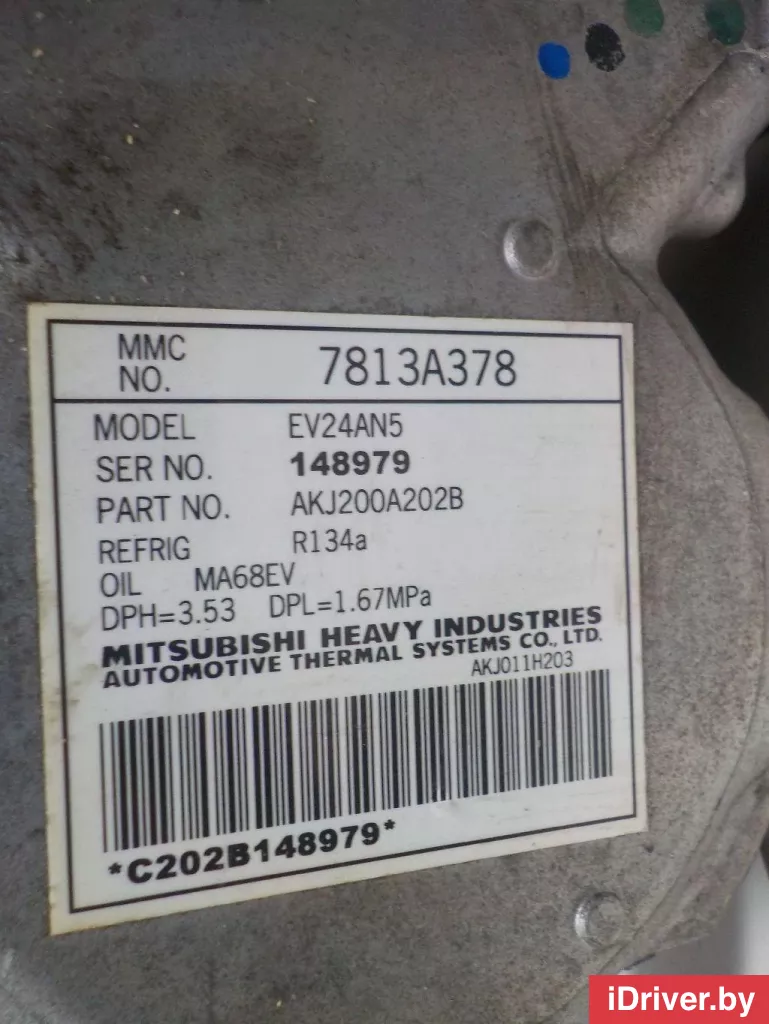 MMC NO. 7813A378
MODEL EV24AN5
SER NO. 148979
PART NO. AKJ200A202B
REFRIG R134a
OIL MA68EV
DPH=3.53 DPL=1.67MPa
MITSUBISHI HEAVY INDUSTRIES
AUTOMOTIVE THERMAL SYSTEMS CO., LTD.
AKJ011H203
*C202B148979*
iDriver.by